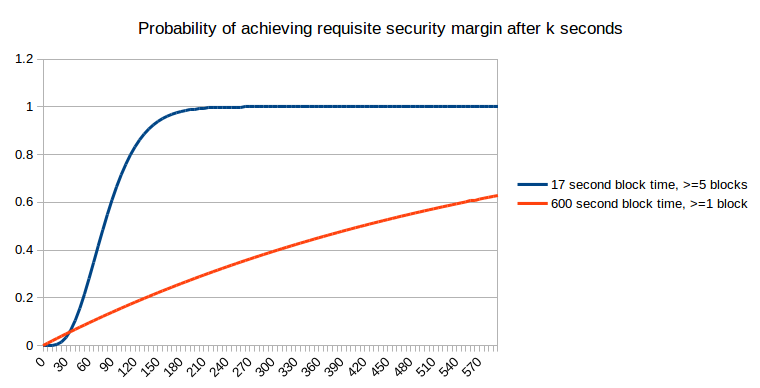 Probability of achieving requisite security margin after k seconds
1.2
1
0.8
0.6
0.4
0.2
0
0 30 60 90 120 150 180 210 240 270 300 330 360 390 420 450 480 510 540 570
17 second block time, >=5 blocks
600 second block time, >=1 block